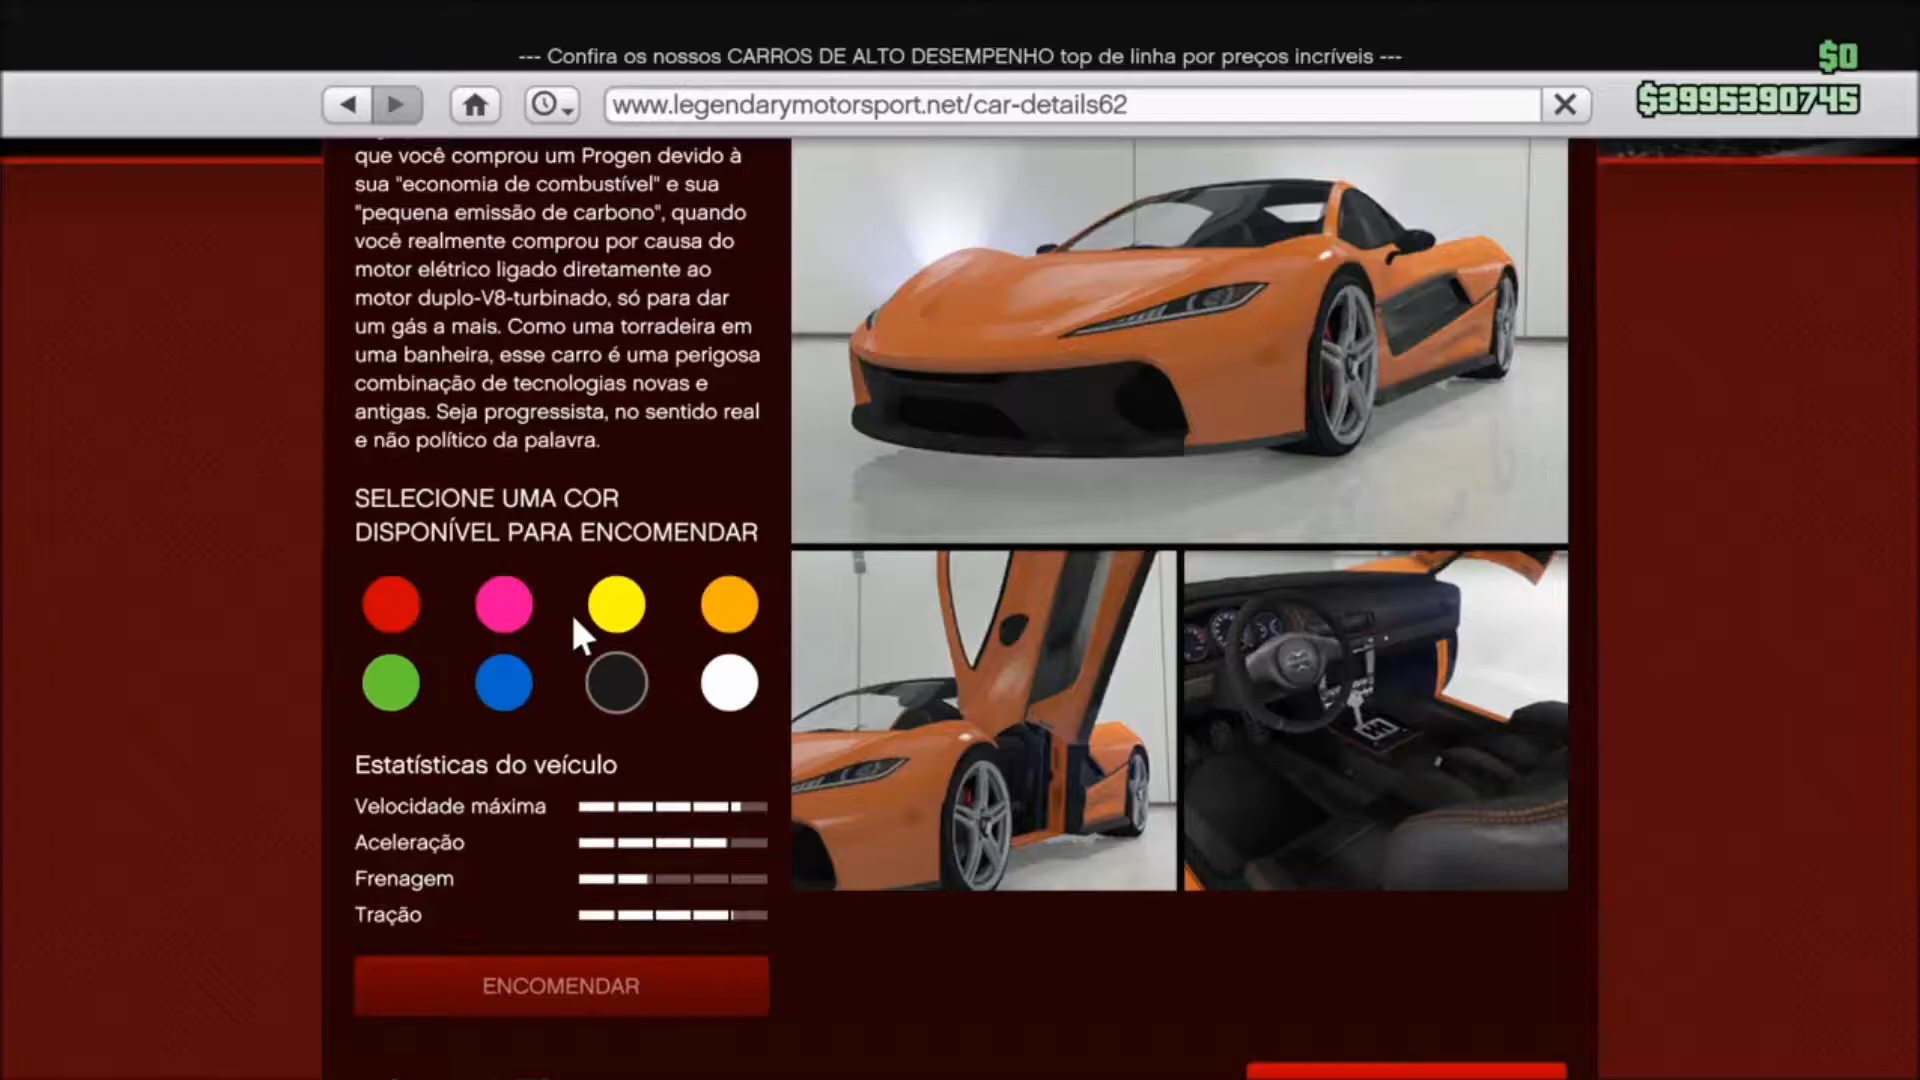 --- Confira os nossos CARROS DE ALTO DESEMPENHO top de linha por preços incríveis ---
$0
www.legendarymotorsport.net/car-details62
$3995390745
que você comprou um Progen devido à
sua "economia de combustível" e sua
"pequena emissão de carbono", quando
você realmente comprou por causa do
motor elétrico ligado diretamente ao
motor duplo-V8-turbinado, só para dar
um gás a mais. Como uma torradeira em
uma banheira, esse carro é uma perigosa
combinação de tecnologias novas e
antigas. Seja progressista, no sentido real
e não político da palavra.
SELECIONE UMA COR
DISPONÍVEL PARA ENCOMENDAR
Estatísticas do veículo
Velocidade máxima
Aceleração
Frenagem
Tração
ENCOMENDAR